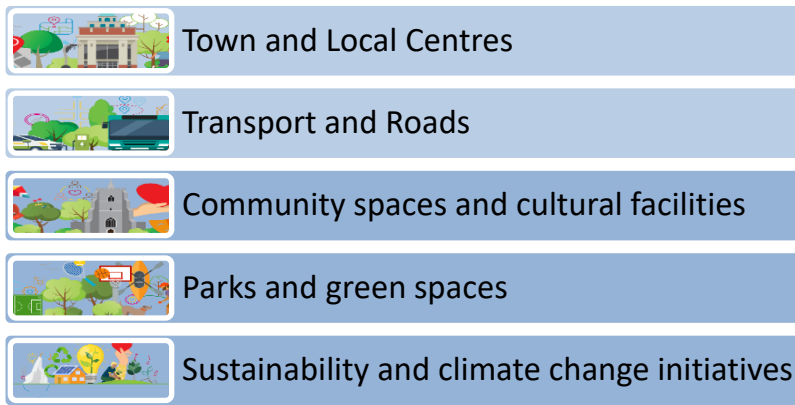 Town and Local Centres
Transport and Roads
Community spaces and cultural facilities
Parks and green spaces
Sustainability and climate change initiatives